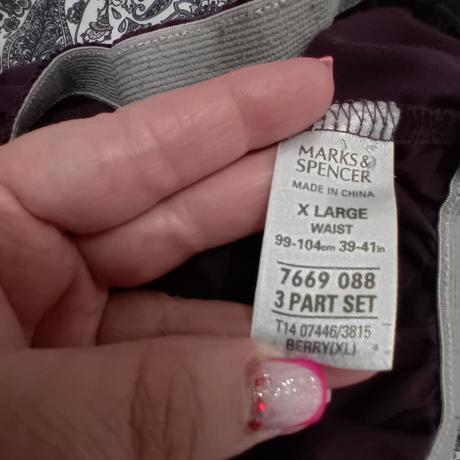 MARKS &
SPENCER
MADE IN CHINA
X LARGE
WAIST
99-104cm 39-41in
7669 088
3 PART SET
T14 07446/3815
BERRY(XL)